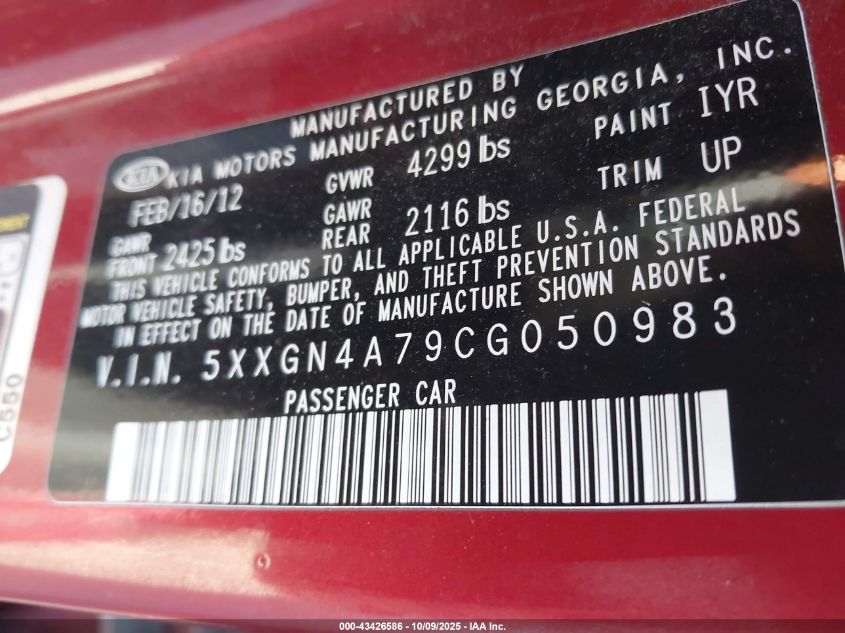 MANUFACTURED BY
KIA KIA MOTORS MANUFACTURING GEORGIA, INC.
FEB/16/12 GVWR 4299 lbs PAINT IYR
GAWR FRONT 2425 lbs GAWR REAR 2116 lbs TRIM UP
THIS VEHICLE CONFORMS TO ALL APPLICABLE U.S.A. FEDERAL
MOTOR VEHICLE SAFETY, BUMPER, AND THEFT PREVENTION STANDARDS
IN EFFECT ON THE DATE OF MANUFACTURE SHOWN ABOVE.
V.I.N. 5XXGN4A79CG050983
PASSENGER CAR
C550
000-43426586 - 10/09/2025 - IAA Inc.